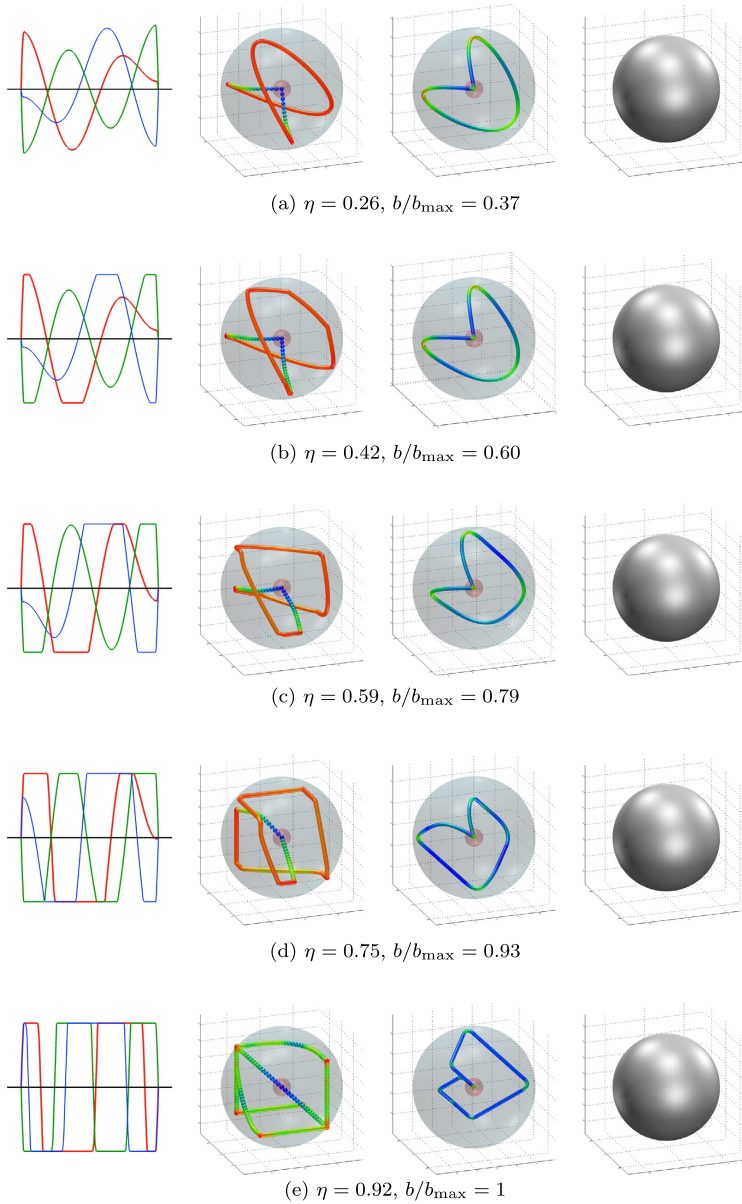 (a) η = 0.26, b/b_max = 0.37
(b) η = 0.42, b/b_max = 0.60
(c) η = 0.59, b/b_max = 0.79
(d) η = 0.75, b/b_max = 0.93
(e) η = 0.92, b/b_max = 1